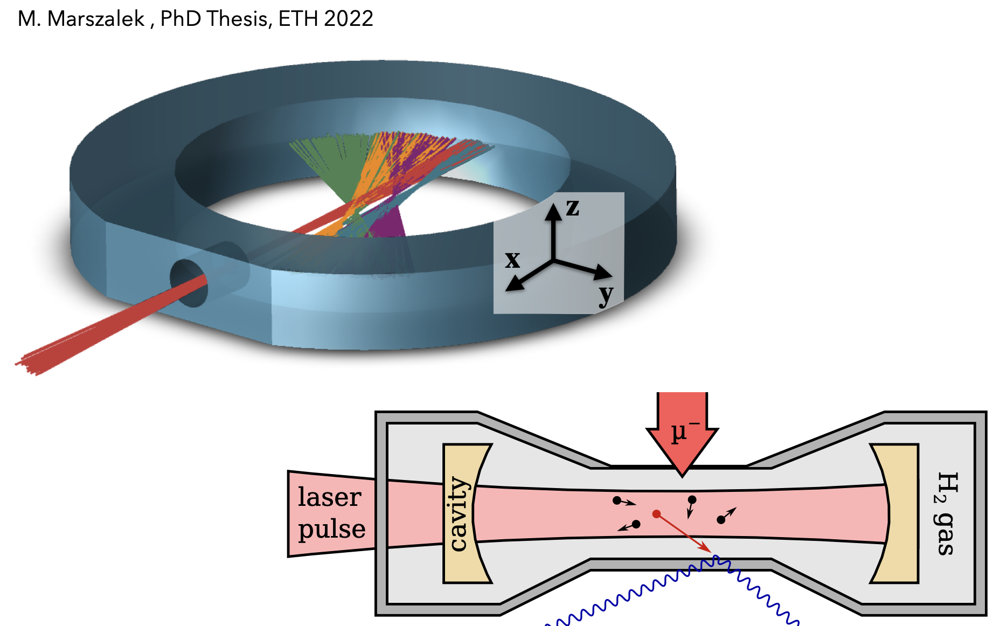 M. Marszalek , PhD Thesis, ETH 2022
z
x
y
μ⁻
laser
pulse
cavity
H₂ gas